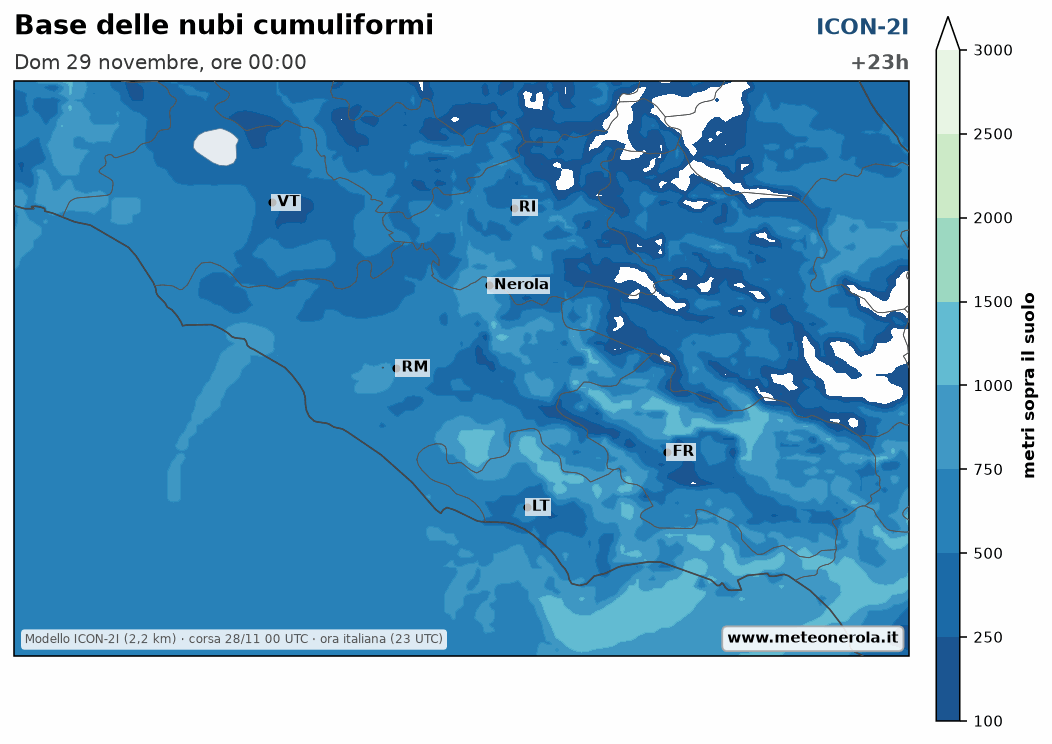 Base delle nubi cumuliformi
ICON-2I
Dom 29 novembre, ore 00:00
+23h
VT
RI
Nerola
RM
FR
LT
Modello ICON-2I (2,2 km) · corsa 28/11 00 UTC · ora italiana (23 UTC)
www.meteonerola.it
3000
2500
2000
1500
1000
750
500
250
100
metri sopra il suolo